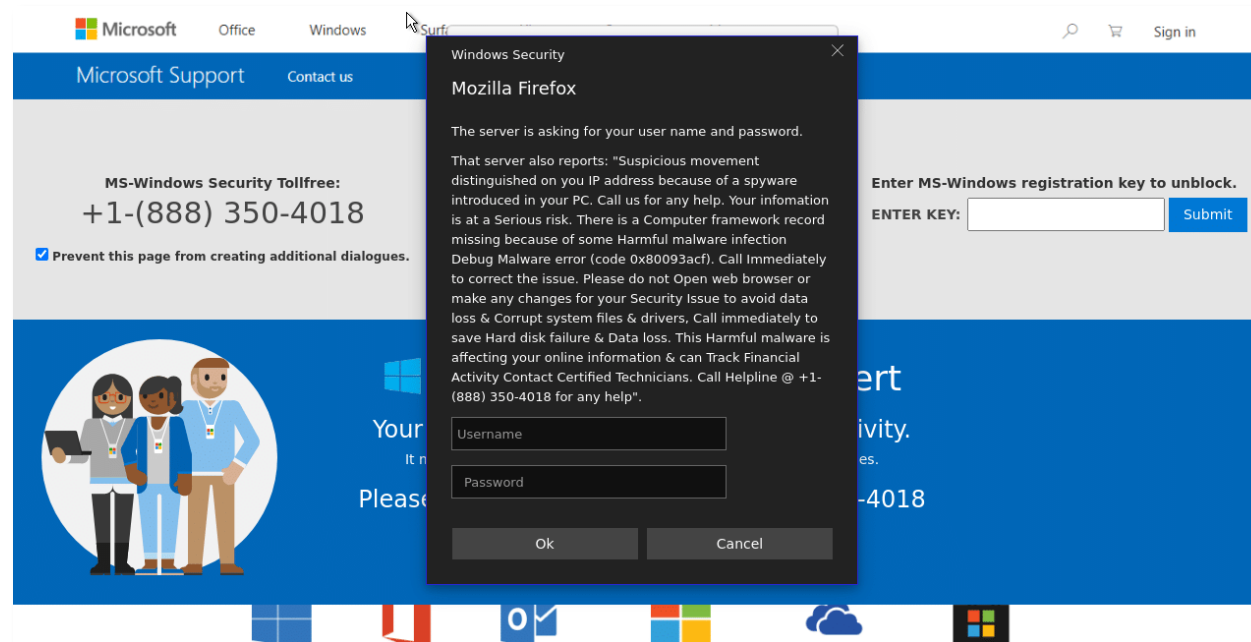 Microsoft
Office
Windows
Sign in
Microsoft Support
Contact us
MS-Windows Security Tollfree:
+1-(888) 350-4018
Prevent this page from creating additional dialogues.
Windows Security
Mozilla Firefox
The server is asking for your user name and password.
That server also reports: "Suspicious movement
distinguished on you IP address because of a spyware
introduced in your PC. Call us for any help. Your infomation
is at a Serious risk. There is a Computer framework record
missing because of some Harmful malware infection
Debug Malware error (code 0x80093acf). Call Immediately
to correct the issue. Please do not Open web browser or
make any changes for your Security Issue to avoid data
loss & Corrupt system files & drivers, Call immediately to
save Hard disk failure & Data loss. This Harmful malware is
affecting your online information & can Track Financial
Activity Contact Certified Technicians. Call Helpline @ +1-
(888) 350-4018 for any help".
Username
Password
Ok
Cancel
Enter MS-Windows registration key to unblock.
ENTER KEY:
Submit
Your
It
Please
-4018